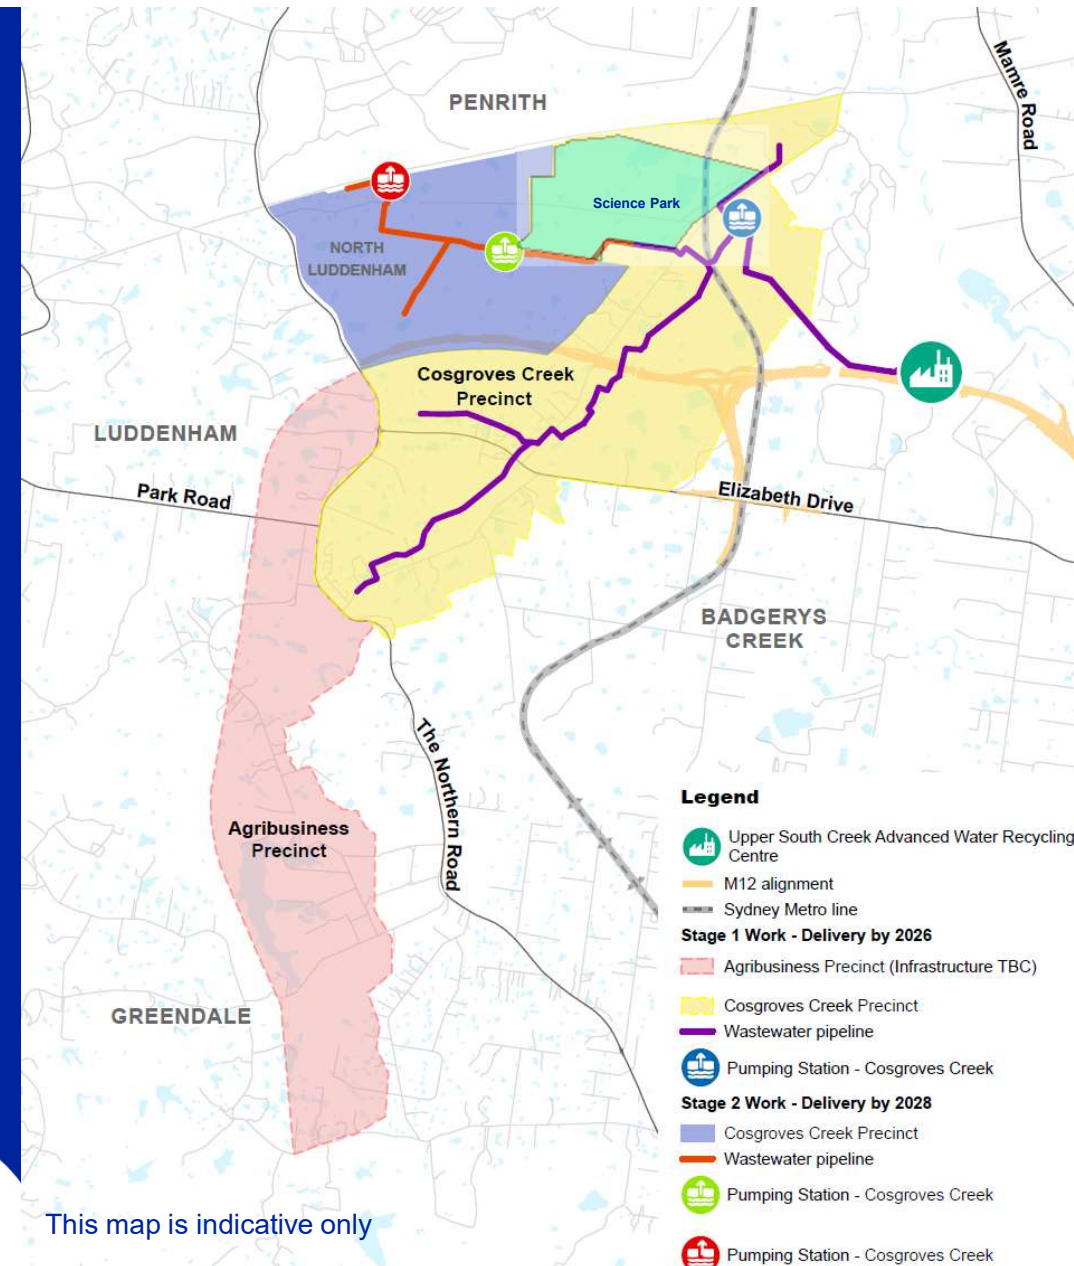 PENRITH
Mamre Road
Science Park
NORTH
LUDDENHAM
Cosgroves Creek
Precinct
LUDDENHAM
Park Road
Elizabeth Drive
BADGERYS
CREEK
The Northern Road
Agribusiness
Precinct
GREENDALE
Legend
Upper South Creek Advanced Water Recycling
Centre
M12 alignment
Sydney Metro line
Stage 1 Work - Delivery by 2026
Agribusiness Precinct (Infrastructure TBC)
Cosgroves Creek Precinct
Wastewater pipeline
Pumping Station - Cosgroves Creek
Stage 2 Work - Delivery by 2028
Cosgroves Creek Precinct
Wastewater pipeline
Pumping Station - Cosgroves Creek
Pumping Station - Cosgroves Creek
This map is indicative only